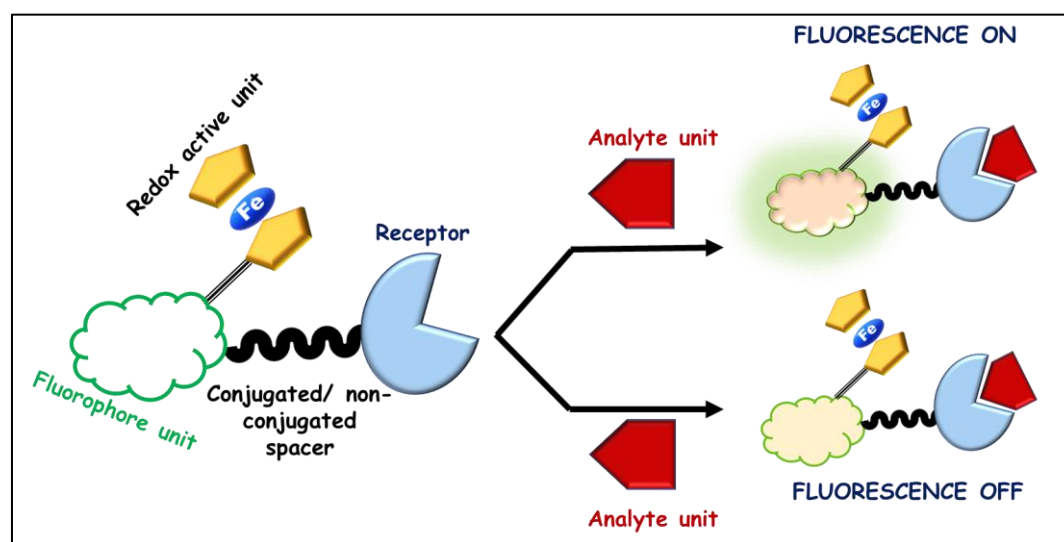 FLUORESCENCE ON
Redox active unit
Fe
Fe
Analyte unit
Receptor
Fluorophore unit
Conjugated/ non-
conjugated
spacer
Fe
Analyte unit
FLUORESCENCE OFF